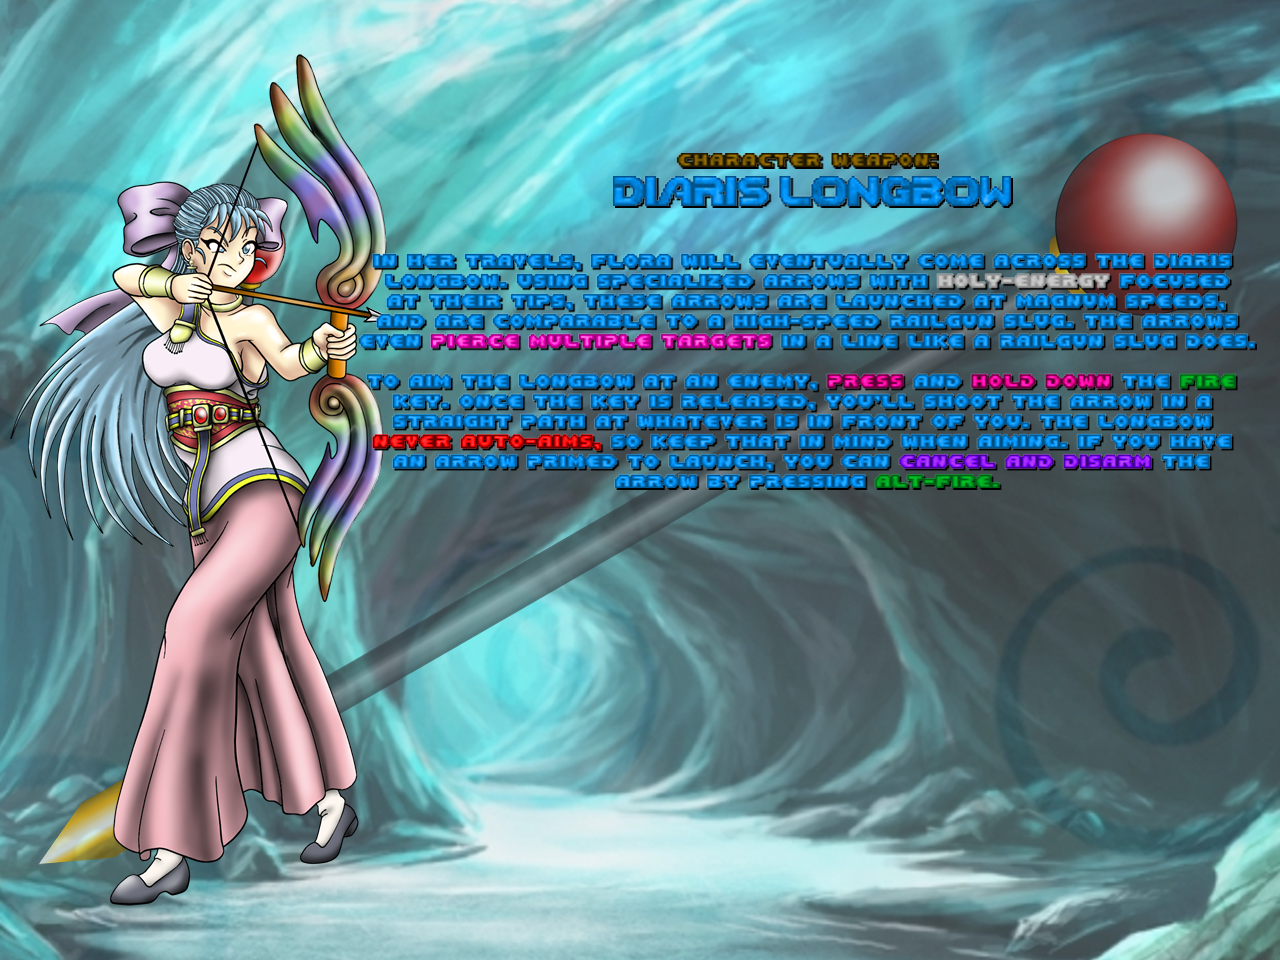 CHARACTER WEAPON:
DIARIS LONGBOW
IN HER TRAVELS, FLORA WILL EVENTUALLY COME ACROSS THE DIARIS
LONGBOW. USING SPECIALIZED ARROWS WITH HOLY-ENERGY FOCUSED
AT THEIR TIPS, THESE ARROWS ARE LAUNCHED AT MAGNUM SPEEDS,
AND ARE COMPARABLE TO A HIGH-SPEED RAILGUN SLUG. THE ARROWS
EVEN PIERCE MULTIPLE TARGETS IN A LINE LIKE A RAILGUN SLUG DOES.
TO AIM THE LONGBOW AT AN ENEMY, PRESS AND HOLD DOWN THE FIRE
KEY. ONCE THE KEY IS RELEASED, YOU'LL SHOOT THE ARROW IN A
STRAIGHT PATH AT WHATEVER IS IN FRONT OF YOU. THE LONGBOW
NEVER AUTO-AIMS, SO KEEP THAT IN MIND WHEN AIMING. IF YOU HAVE
AN ARROW PRIMED TO LAUNCH, YOU CAN CANCEL AND DISARM THE
ARROW BY PRESSING ALT-FIRE.